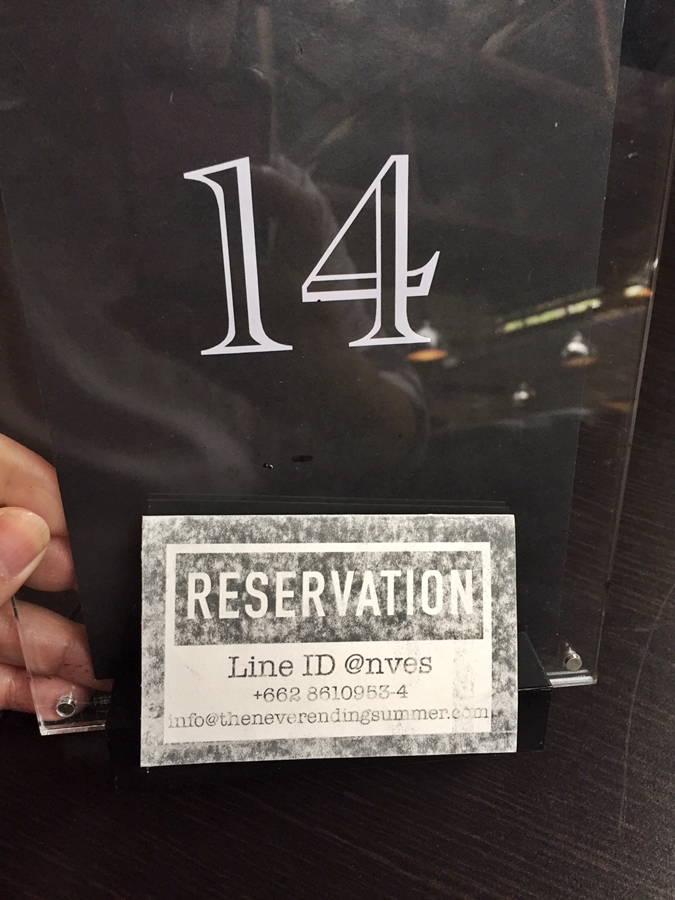 14
RESERVATION
Line ID @nves
+662 8610953-4
info@theneverendingsummer.com